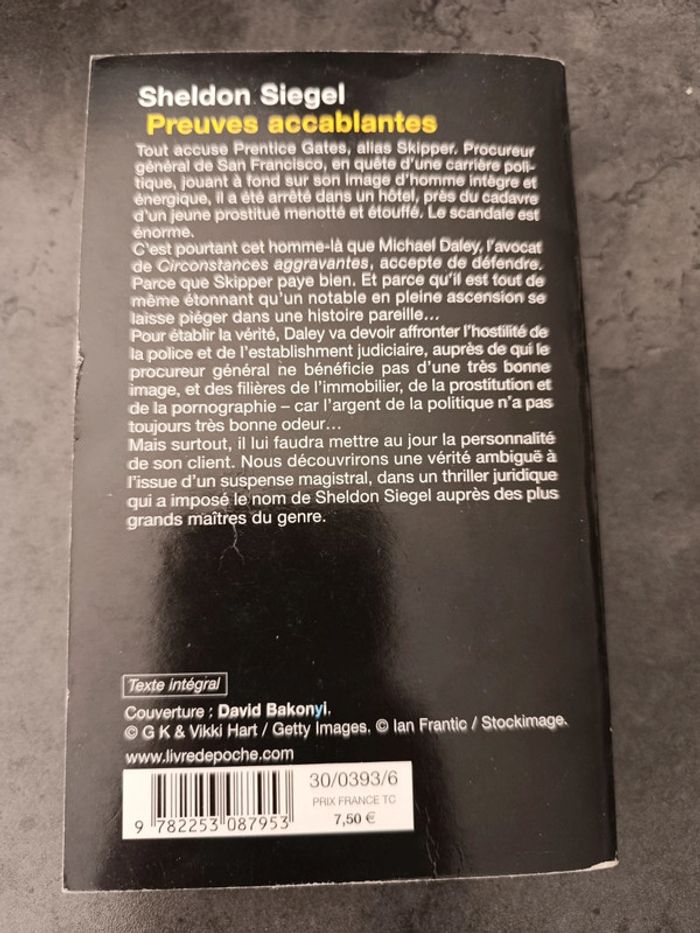 Sheldon Siegel
Preuves accablantes
Tout accuse Prentice Gates, alias Skipper. Procureur
général de San Francisco, en quête d'une carrière poli-
tique, jouant à fond sur son image d'homme intègre et
énergique, il a été arrêté dans un hôtel, près du cadavre
d'un jeune prostitué menotté et étouffé. Le scandale est
énorme.
C'est pourtant cet homme-là que Michael Daley, l'avocat
de Circonstances aggravantes, accepte de défendre.
Parce que Skipper paye bien. Et parce qu'il est tout de
même étonnant qu'un notable en pleine ascension se
laisse piéger dans une histoire pareille...
Pour établir la vérité, Daley va devoir affronter l'hostilité de
la police et de l'establishment judiciaire, auprès de qui le
procureur général ne bénéficie pas d'une très bonne
image, et des filières de l'immobilier, de la prostitution et
de la pornographie – car l'argent de la politique n'a pas
toujours très bonne odeur...
Mais surtout, il lui faudra mettre au jour la personnalité
de son client. Nous découvrirons une vérité ambiguë à
l'issue d'un suspense magistral, dans un thriller juridique
qui a imposé le nom de Sheldon Siegel auprès des plus
grands maîtres du genre.
Texte intégral
Couverture : David Bakonyi.
© G K & Vikki Hart / Getty Images. © Ian Frantic / Stockimage.
www.livredepoche.com
30/0393/6
PRIX FRANCE TC
7,50 €
9 782253 087953